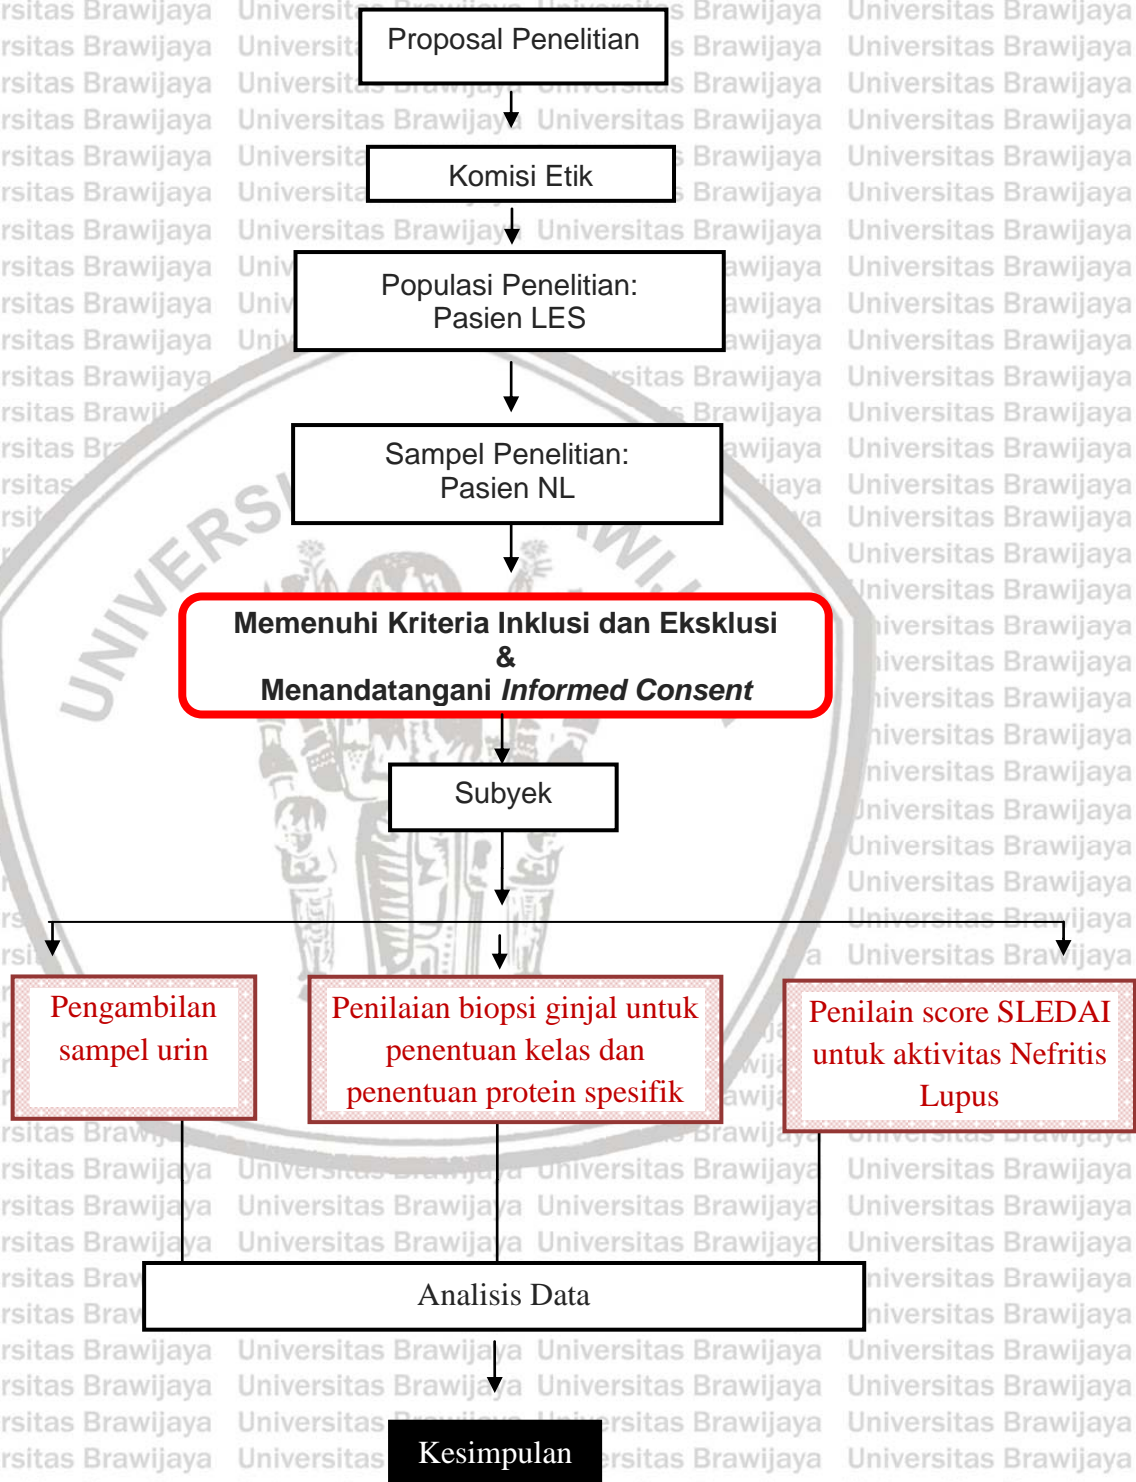 Proposal Penelitian
Komisi Etik
Populasi Penelitian:
Pasien LES
Sampel Penelitian:
Pasien NL
Memenuhi Kriteria Inklusi dan Eksklusi
&
Menandatangani Informed Consent
Subyek
Pengambilan
sampel urin
Penilaian biopsi ginjal untuk
penentuan kelas dan
penentuan protein spesifik
Penilain score SLEDAI
untuk aktivitas Nefritis
Lupus
Analisis Data
Kesimpulan